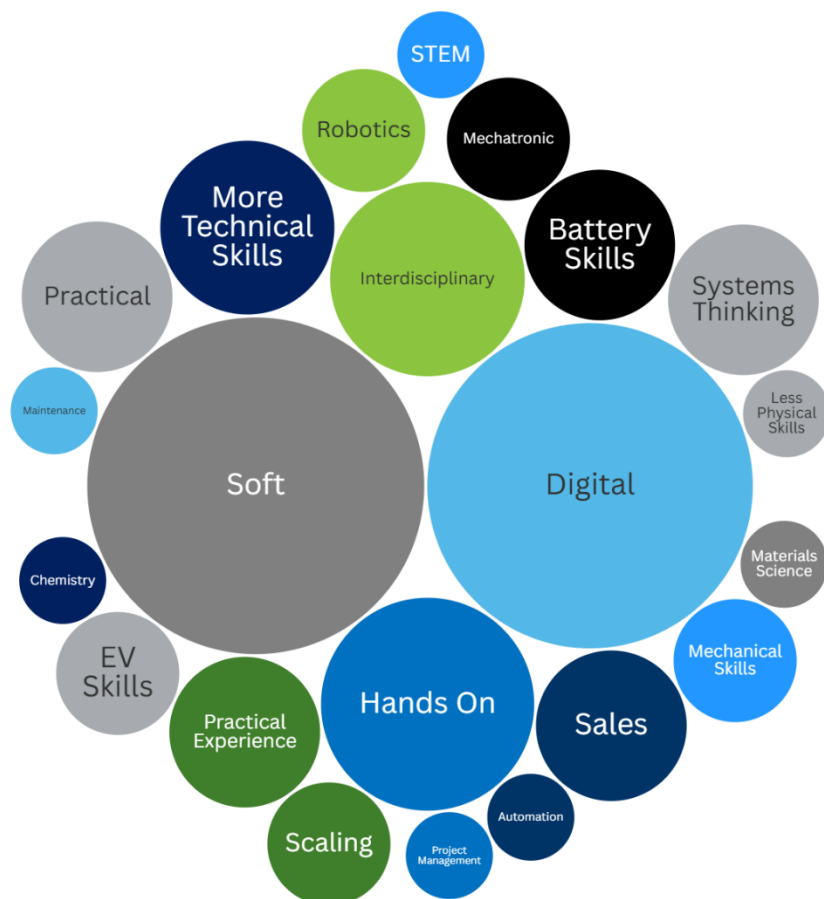 STEM
Robotics
Mechatronic
More
Technical
Skills
Battery
Skills
Interdisciplinary
Practical
Systems
Thinking
Maintenance
Less
Physical
Skills
Soft
Digital
Chemistry
Materials
Science
EV
Skills
Mechanical
Skills
Practical
Experience
Hands On
Sales
Scaling
Automation
Project
Management